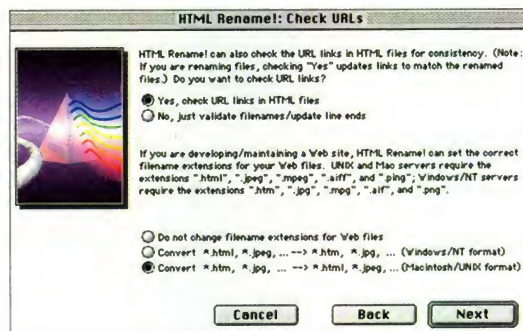 HTML Rename!: Check URLs
HTML Rename! can also check the URL links in HTML files for consistency. (Note:
If you are renaming files, checking "Yes" updates links to match the renamed
files.) Do you want to check URL links?
Yes, check URL links in HTML files
No, just validate filenames/update line ends
If you are developing/maintaining a Web site, HTML Rename! can set the correct
filename extensions for your Web files. UNIX and Mac servers require the
extensions ".html", ".jpeg", ".mpeg", ".aiff", and ".ping"; Windows/NT servers
require the extensions ".htm", ".jpg", ".mpg", ".aif", and ".png".
Do not change filename extensions for Web files
Convert *.html, *.jpeg, ... --> *.htm, *.jpg, ... (Windows/NT format)
Convert *.htm, *.jpg, ... --> *.html, *.jpeg, ... (Macintosh/UNIX format)
Cancel
Back
Next